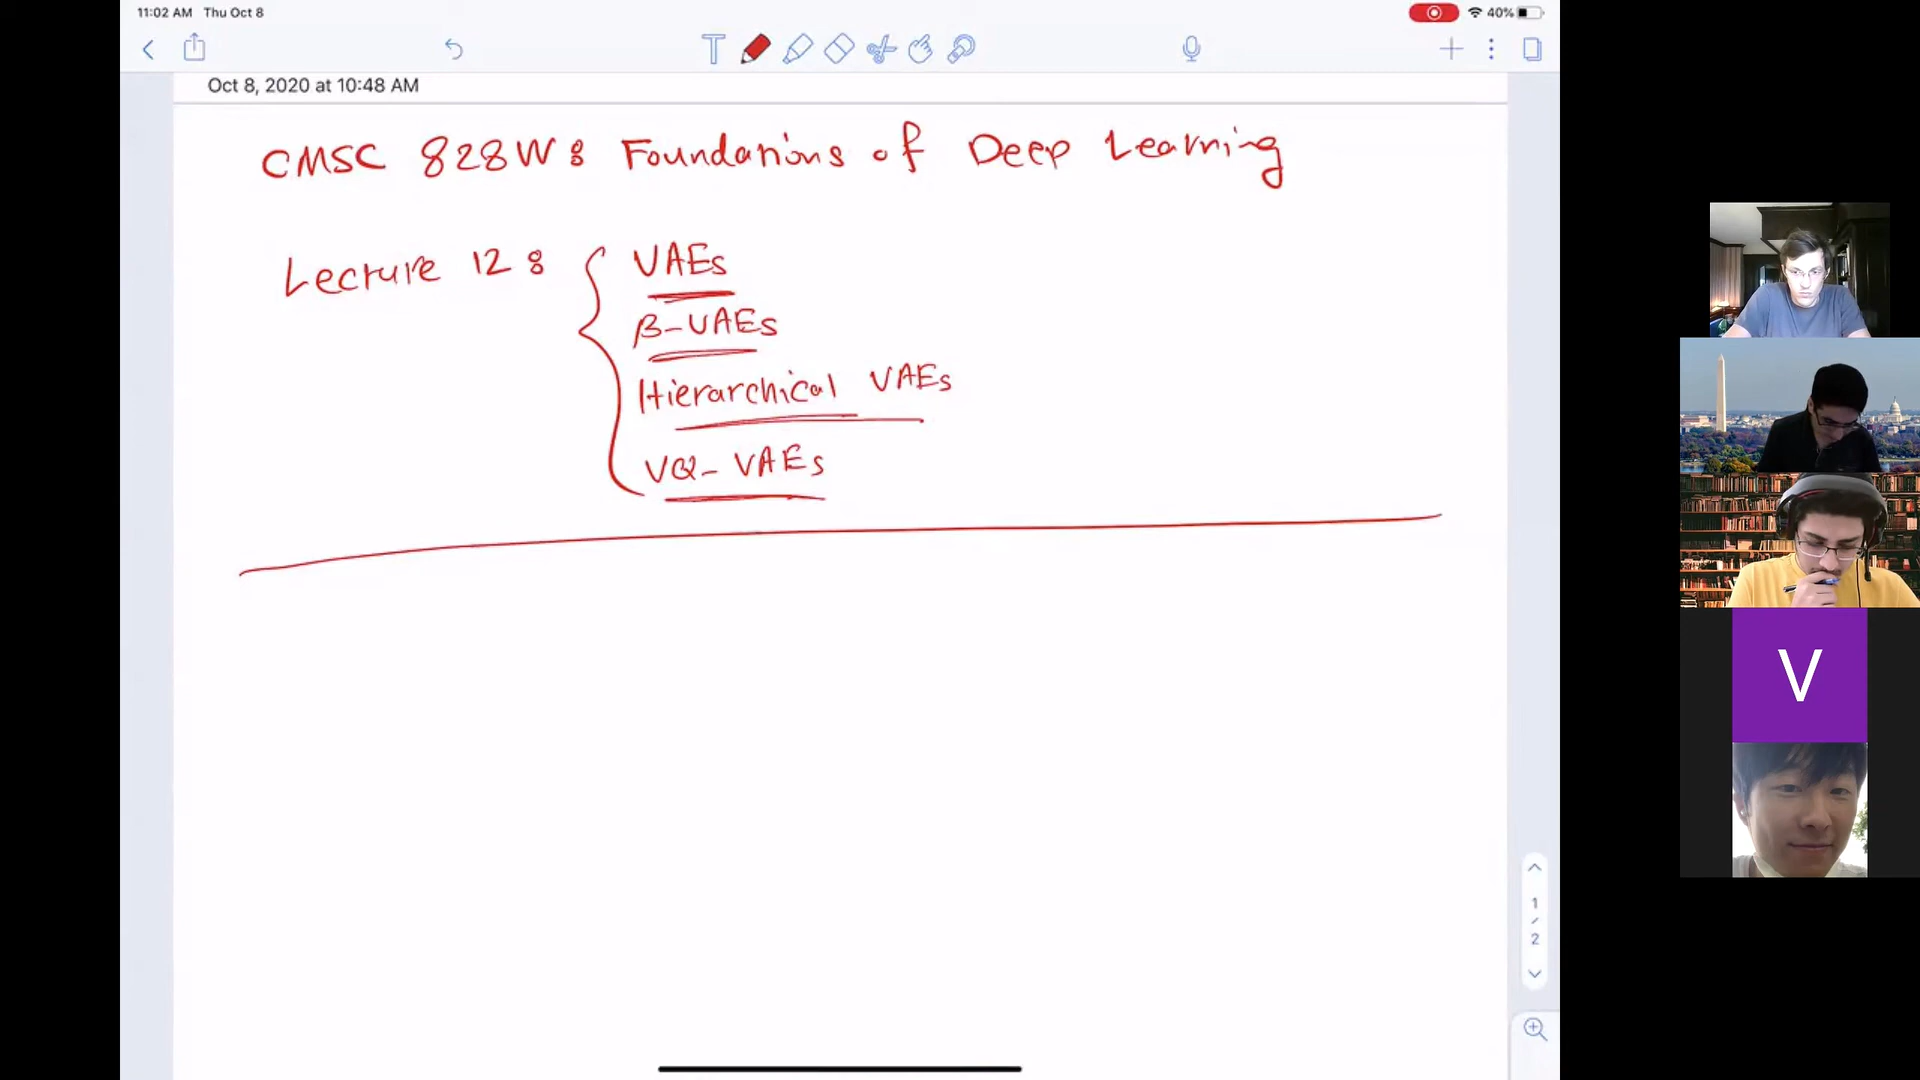 11:02 AM Thu Oct 8
40%
Oct 8, 2020 at 10:48 AM
CMSC 828W : Foundations of Deep Learning
Lecture 12 :
VAEs
β-VAEs
Hierarchical VAEs
VQ-VAEs
V
1
/
2